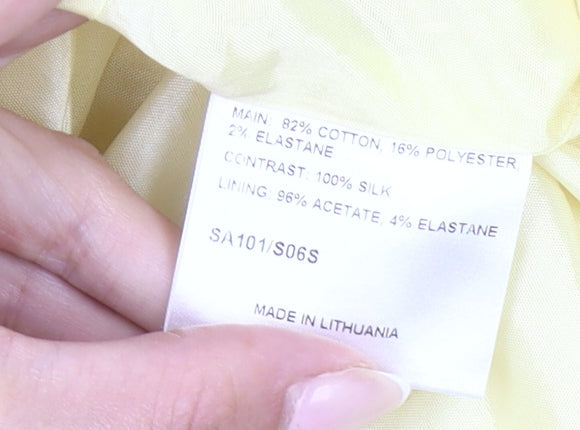 MAIN: 82% COTTON, 16% POLYESTER,
2% ELASTANE
CONTRAST: 100% SILK
LINING: 96% ACETATE, 4% ELASTANE
SA101/S06S
MADE IN LITHUANIA